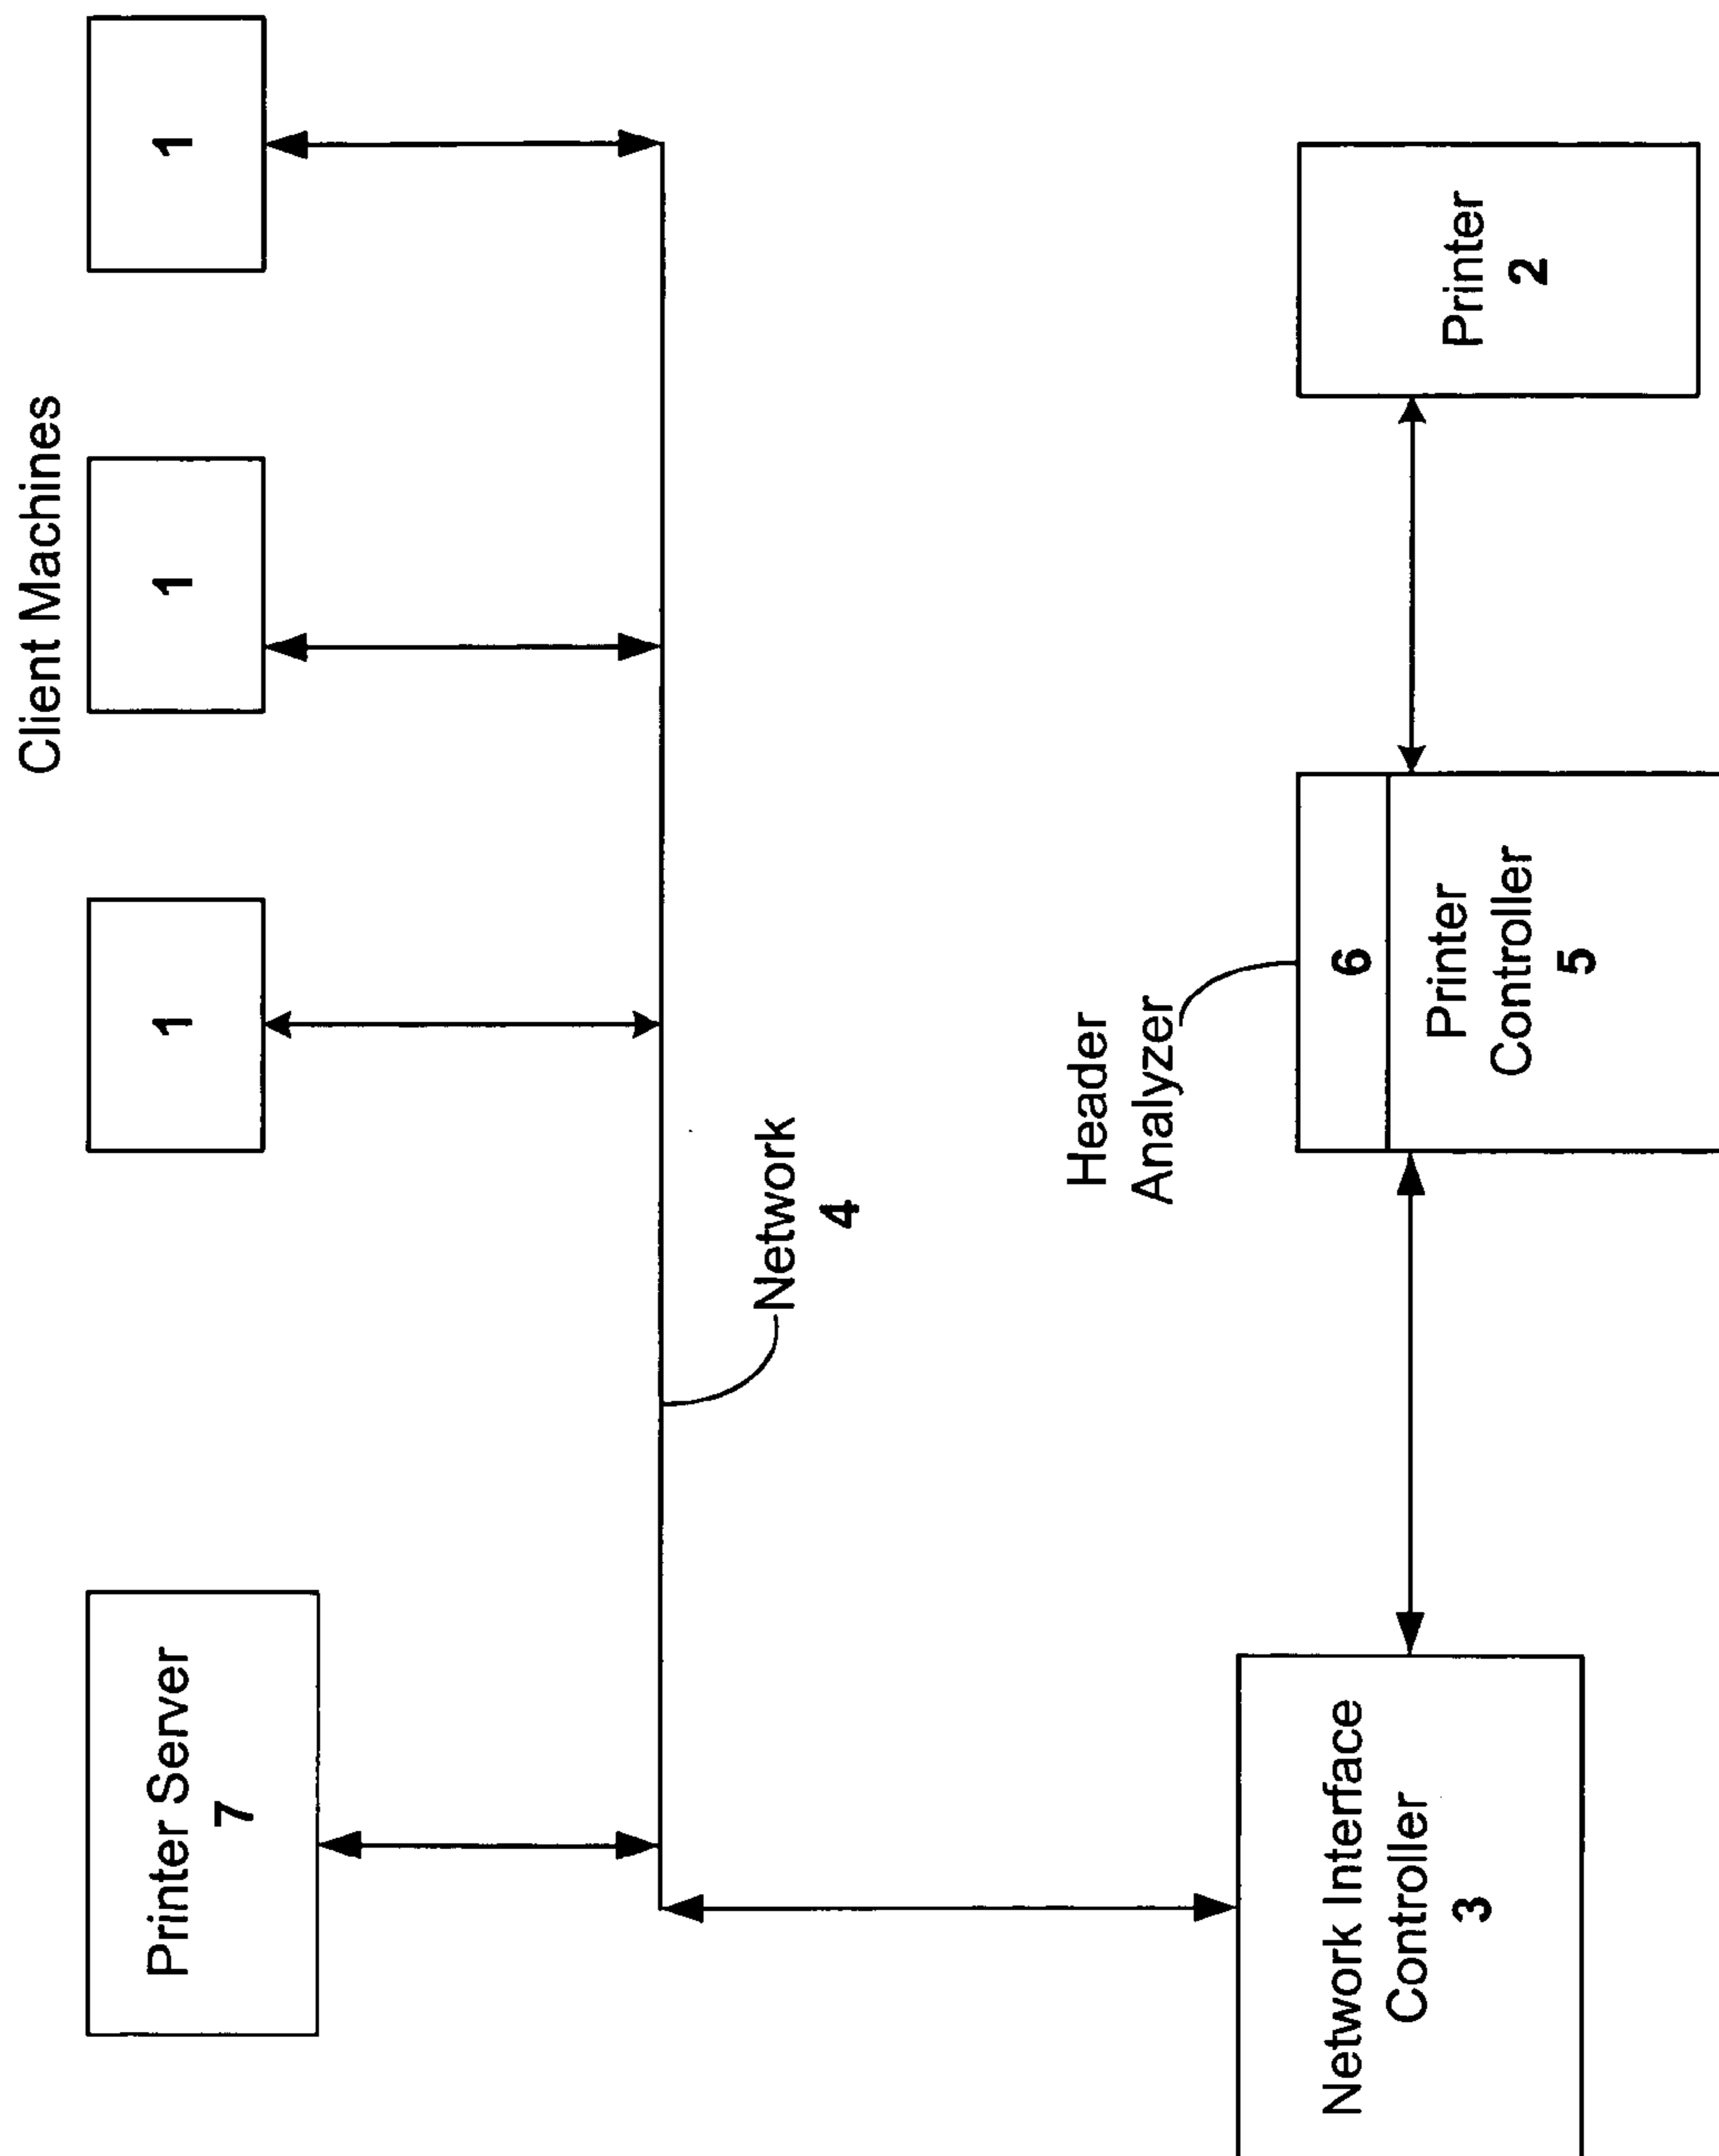 Client Machines
Printer Server
7
1
1
1
Network
4
Header
Analyzer
Network Interface
Controller
3
6
Printer
Controller
5
Printer
2